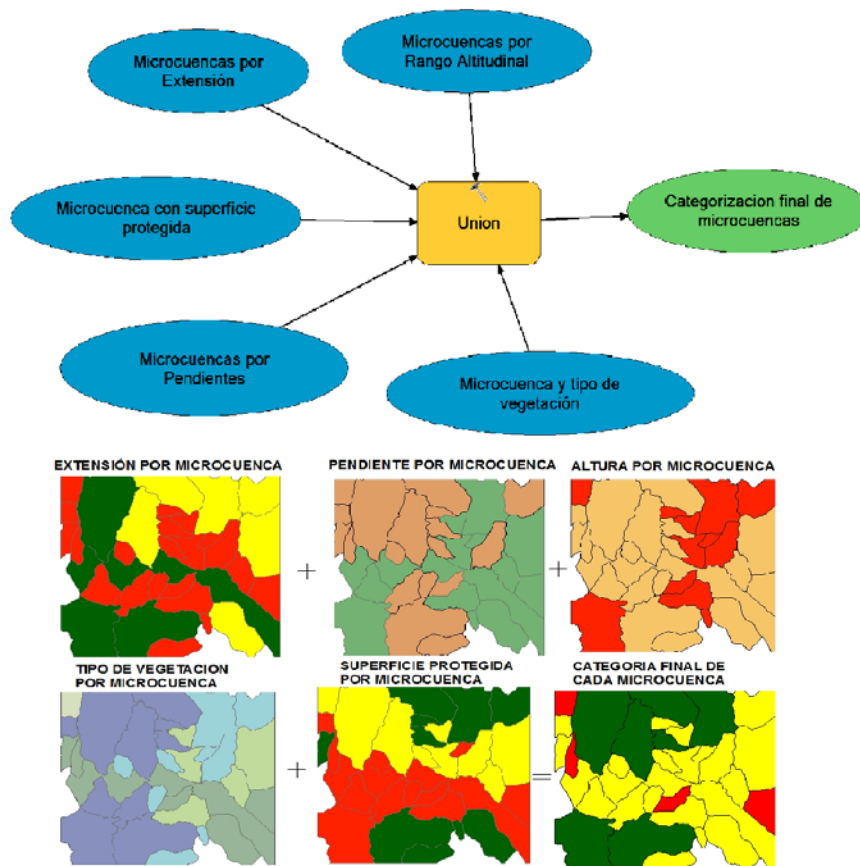 Microcuencas por
Extensión
Microcuencas por
Rango Altitudinal
Microcuenca con superficie
protegida
Union
Categorizacion final de
microcuencas
Microcuencas por
Pendientes
Microcuenca y tipo de
vegetación
EXTENSIÓN POR MICROCUENCA
PENDIENTE POR MICROCUENCA
ALTURA POR MICROCUENCA
+
+
TIPO DE VEGETACION
POR MICROCUENCA
SUPERFICIE PROTEGIDA
POR MICROCUENCA
CATEGORIA FINAL DE
CADA MICROCUENCA
+
=